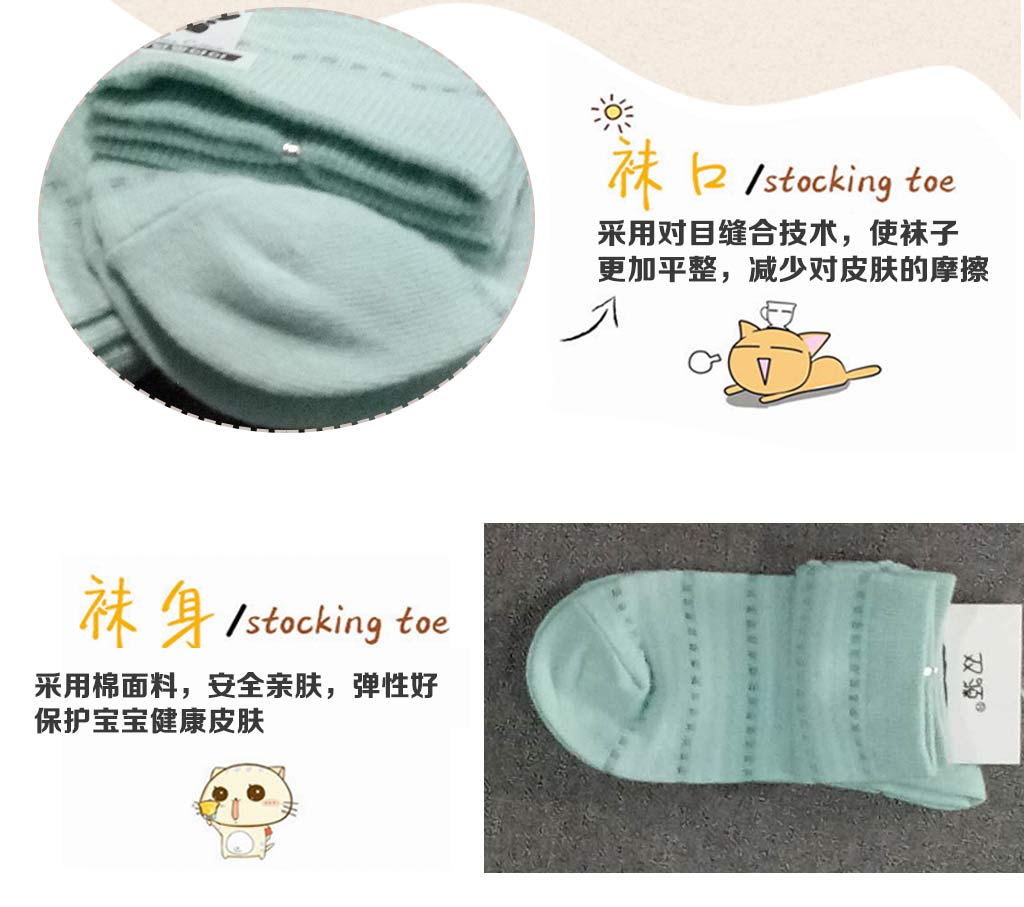 袜口/stocking toe
采用对目缝合技术，使袜子
更加平整，减少对皮肤的摩擦
袜身/stocking toe
采用棉面料，安全亲肤，弹性好
保护宝宝健康皮肤